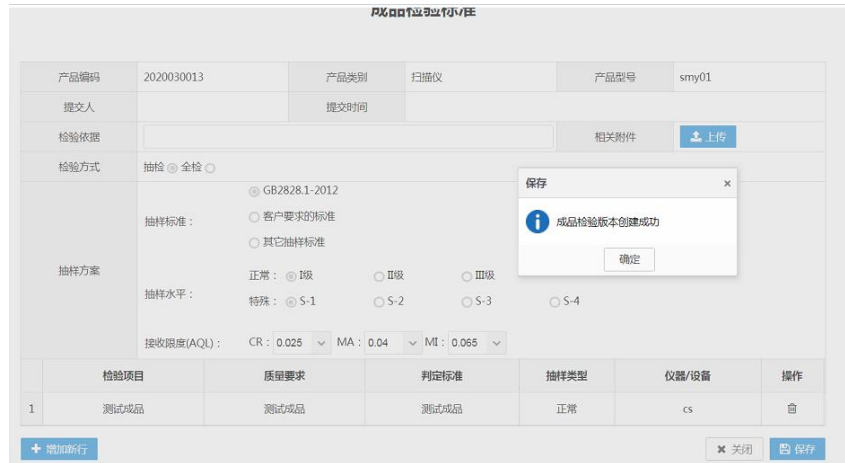 成品检验标准
产品编码 2020030013 产品类别 扫描仪 产品型号 smy01
提交人 提交时间
检验依据 相关附件 上传
检验方式 抽检 全检
保存 ×
成品检验版本创建成功
确定
抽样方案
抽样标准：
GB2828.1-2012
客户要求的标准
其它抽样标准
抽样水平：
正常： I级 II级 III级
特殊： S-1 S-2 S-3 S-4
接收限度(AQL)： CR： 0.025 MA： 0.04 MI： 0.065
检验项目 质量要求 判定标准 抽样类型 仪器/设备 操作
1 测试成品 测试成品 测试成品 正常 cs
+ 增加新行 × 关闭 保存